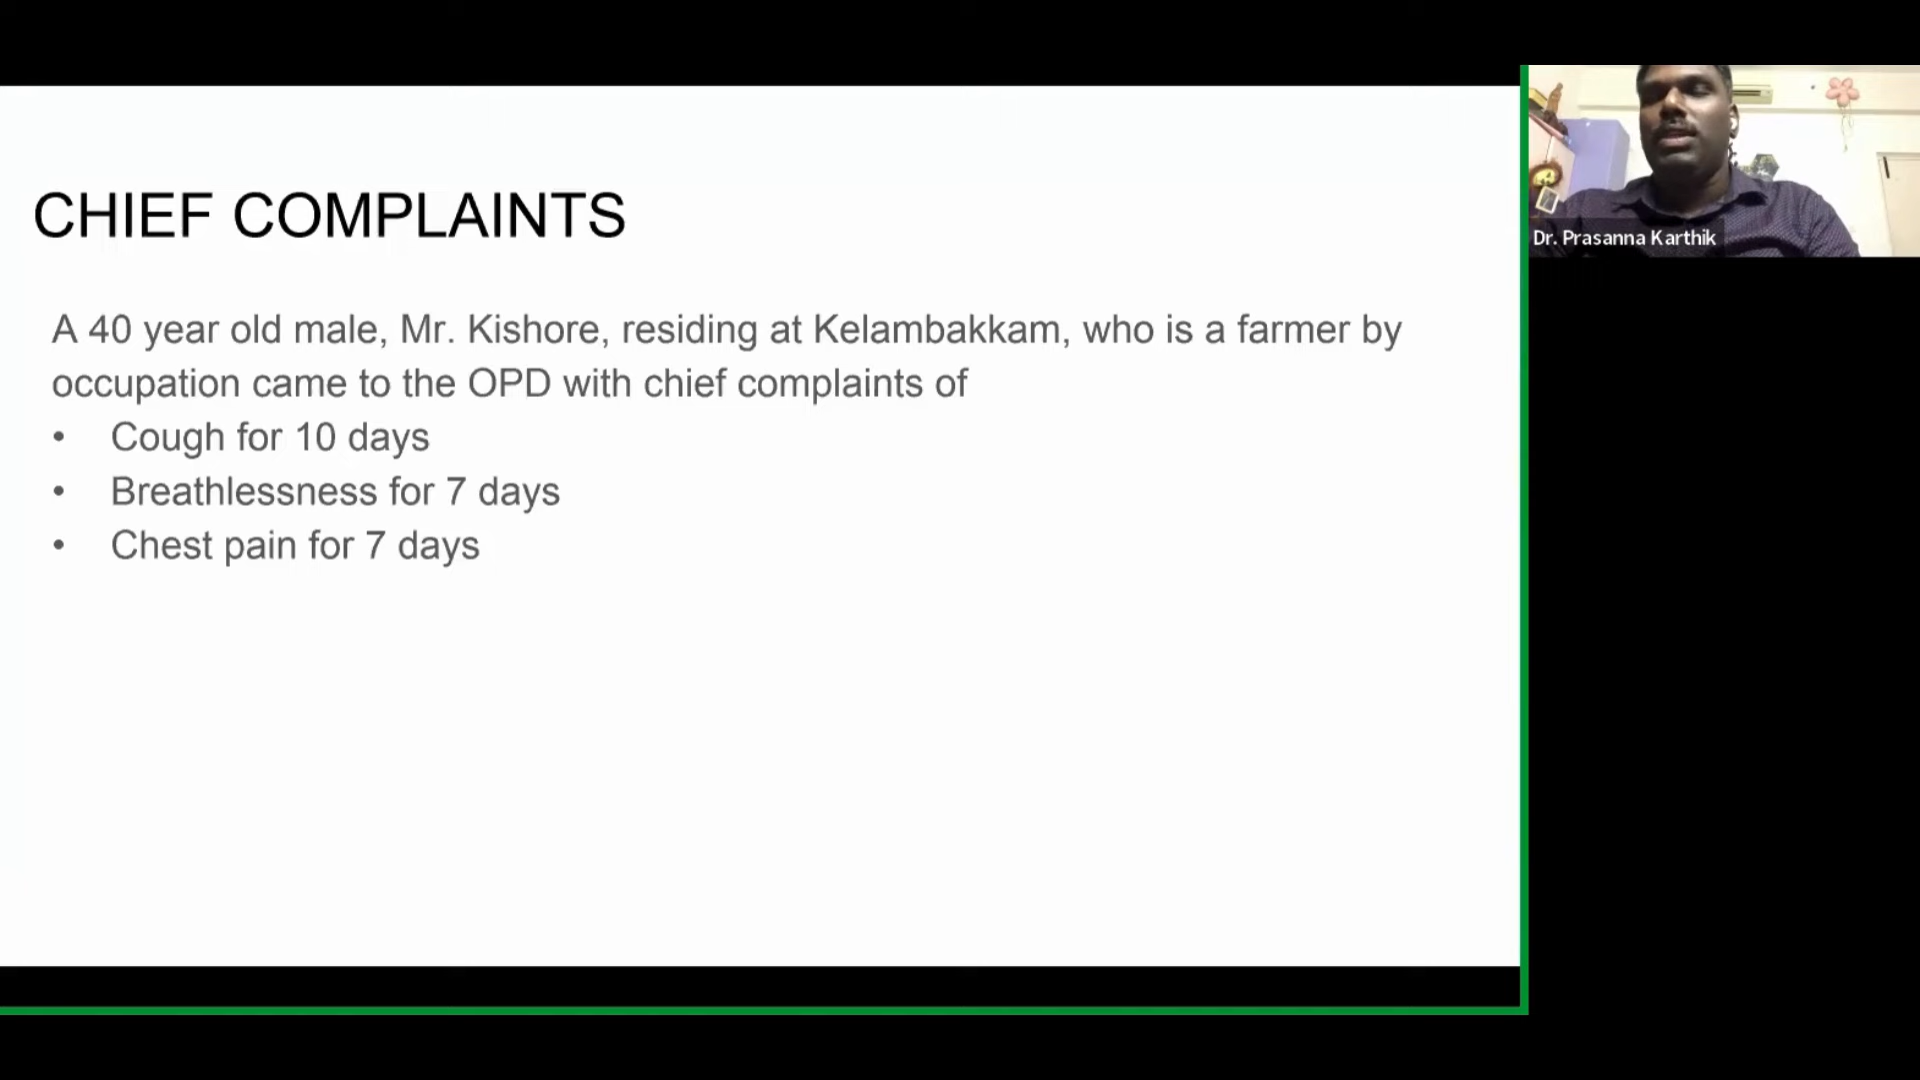 CHIEF COMPLAINTS
A 40 year old male, Mr. Kishore, residing at Kelambakkam, who is a farmer by
occupation came to the OPD with chief complaints of
• Cough for 10 days
• Breathlessness for 7 days
• Chest pain for 7 days
Dr. Prasanna Karthik